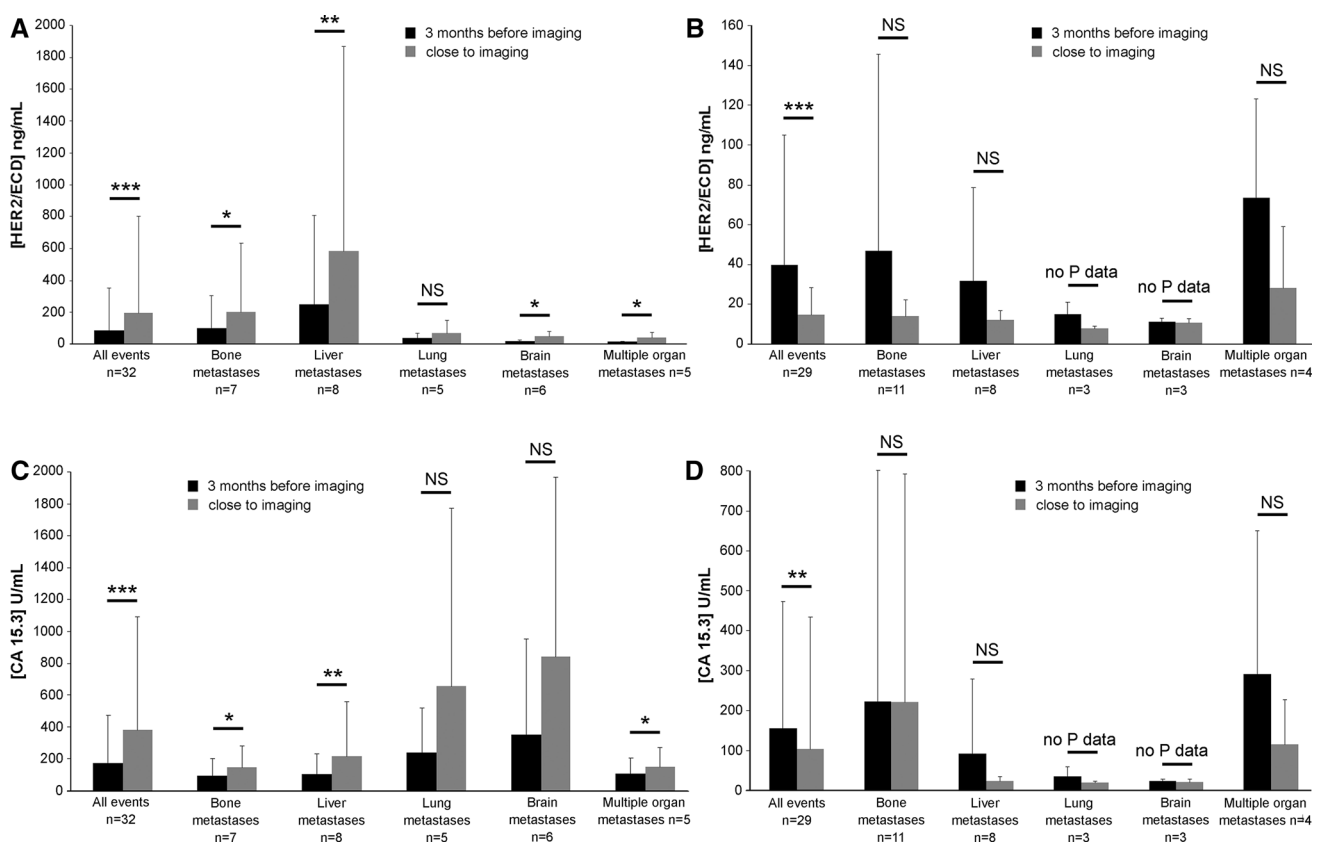 A
[HER2/ECD] ng/mL
2000
1800
1600
1400
1200
1000
800
600
400
200
0
3 months before imaging
close to imaging
***
*
**
NS
*
*
All events
n=32
Bone
metastases
n=7
Liver
metastases
n=8
Lung
metastases
n=5
Brain
metastases
n=6
Multiple organ
metastases n=5
B
[HER2/ECD] ng/mL
160
140
120
100
80
60
40
20
0
3 months before imaging
close to imaging
***
NS
NS
no P data
no P data
NS
All events
n=29
Bone
metastases
n=11
Liver
metastases
n=8
Lung
metastases
n=3
Brain
metastases
n=3
Multiple organ
metastases n=4
C
[CA 15.3] U/mL
2000
1800
1600
1400
1200
1000
800
600
400
200
0
3 months before imaging
close to imaging
***
*
**
NS
NS
*
All events
n=32
Bone
metastases
n=7
Liver
metastases
n=8
Lung
metastases
n=5
Brain
metastases
n=6
Multiple organ
metastases n=5
D
[CA 15.3] U/mL
800
700
600
500
400
300
200
100
0
3 months before imaging
close to imaging
**
NS
NS
no P data
no P data
NS
All events
n=29
Bone
metastases
n=11
Liver
metastases
n=8
Lung
metastases
n=3
Brain
metastases
n=3
Multiple organ
metastases n=4